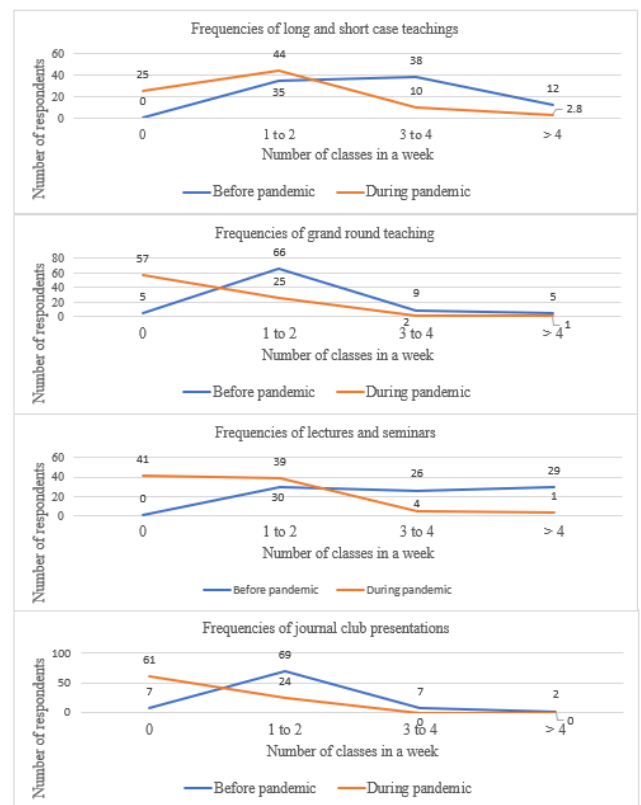 Frequencies of long and short case teachings
Number of respondents
60
40
20
0
25
0
44
35
38
10
12
2.8
0
1 to 2
3 to 4
> 4
Number of classes in a week
Before pandemic
During pandemic
Frequencies of grand round teaching
Number of respondents
80
60
40
20
0
57
5
66
25
9
2
5
1
0
1 to 2
3 to 4
> 4
Number of classes in a week
Before pandemic
During pandemic
Frequencies of lectures and seminars
Number of respondents
60
40
20
0
41
0
39
30
26
4
29
1
0
1 to 2
3 to 4
> 4
Number of classes in a week
Before pandemic
During pandemic
Frequencies of journal club presentations
Number of respondents
100
50
0
61
7
69
24
7
0
2
0
0
1 to 2
3 to 4
> 4
Number of classes in a week
Before pandemic
During pandemic